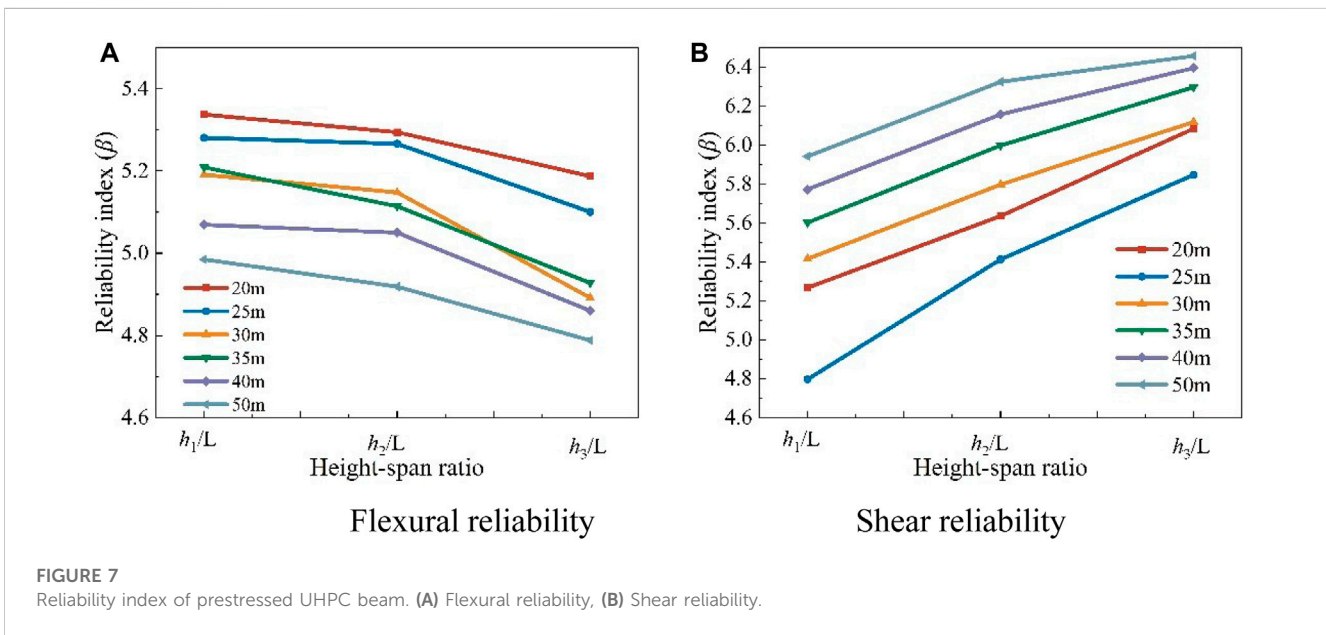 A
Reliability index (β)
5.4
5.2
5.0
4.8
4.6
20m
25m
30m
35m
40m
50m
h₁/L
h₂/L
h₃/L
Height-span ratio
Flexural reliability
B
Reliability index (β)
6.4
6.2
6.0
5.8
5.6
5.4
5.2
5.0
4.8
4.6
20m
25m
30m
35m
40m
50m
h₁/L
h₂/L
h₃/L
Height-span ratio
Shear reliability
FIGURE 7
Reliability index of prestressed UHPC beam. (A) Flexural reliability, (B) Shear reliability.